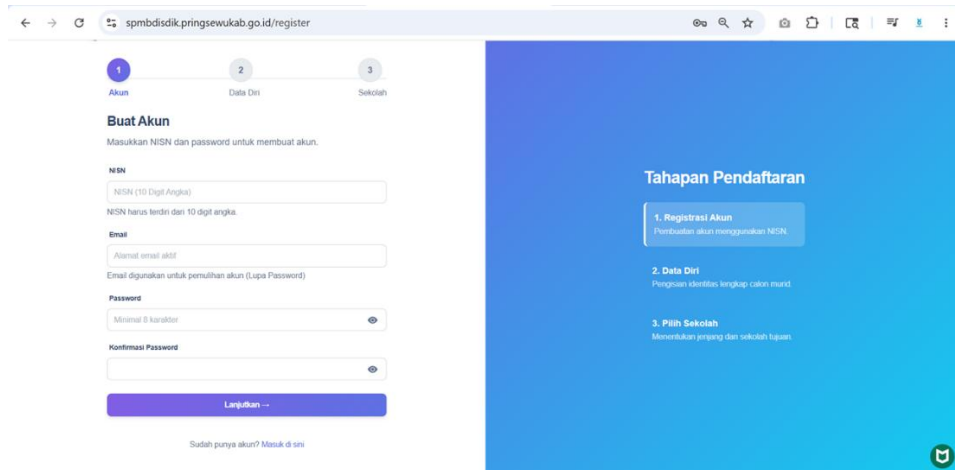 spmbdisdik.pringsewukab.go.id/register
1
2
3
Akun
Data Diri
Sekolah
Buat Akun
Masukkan NISN dan password untuk membuat akun.
NISN
NISN (10 Digit Angka)
NISN harus terdiri dari 10 digit angka.
Email
Alamat email aktif
Email digunakan untuk pemulihan akun (Lupa Password)
Password
Minimal 8 karakter
Konfirmasi Password
Lanjutkan →
Sudah punya akun? Masuk di sini
Tahapan Pendaftaran
1. Registrasi Akun
Pembuatan akun menggunakan NISN.
2. Data Diri
Pengisian identitas lengkap calon murid.
3. Pilih Sekolah
Menentukan jenjang dan sekolah tujuan.